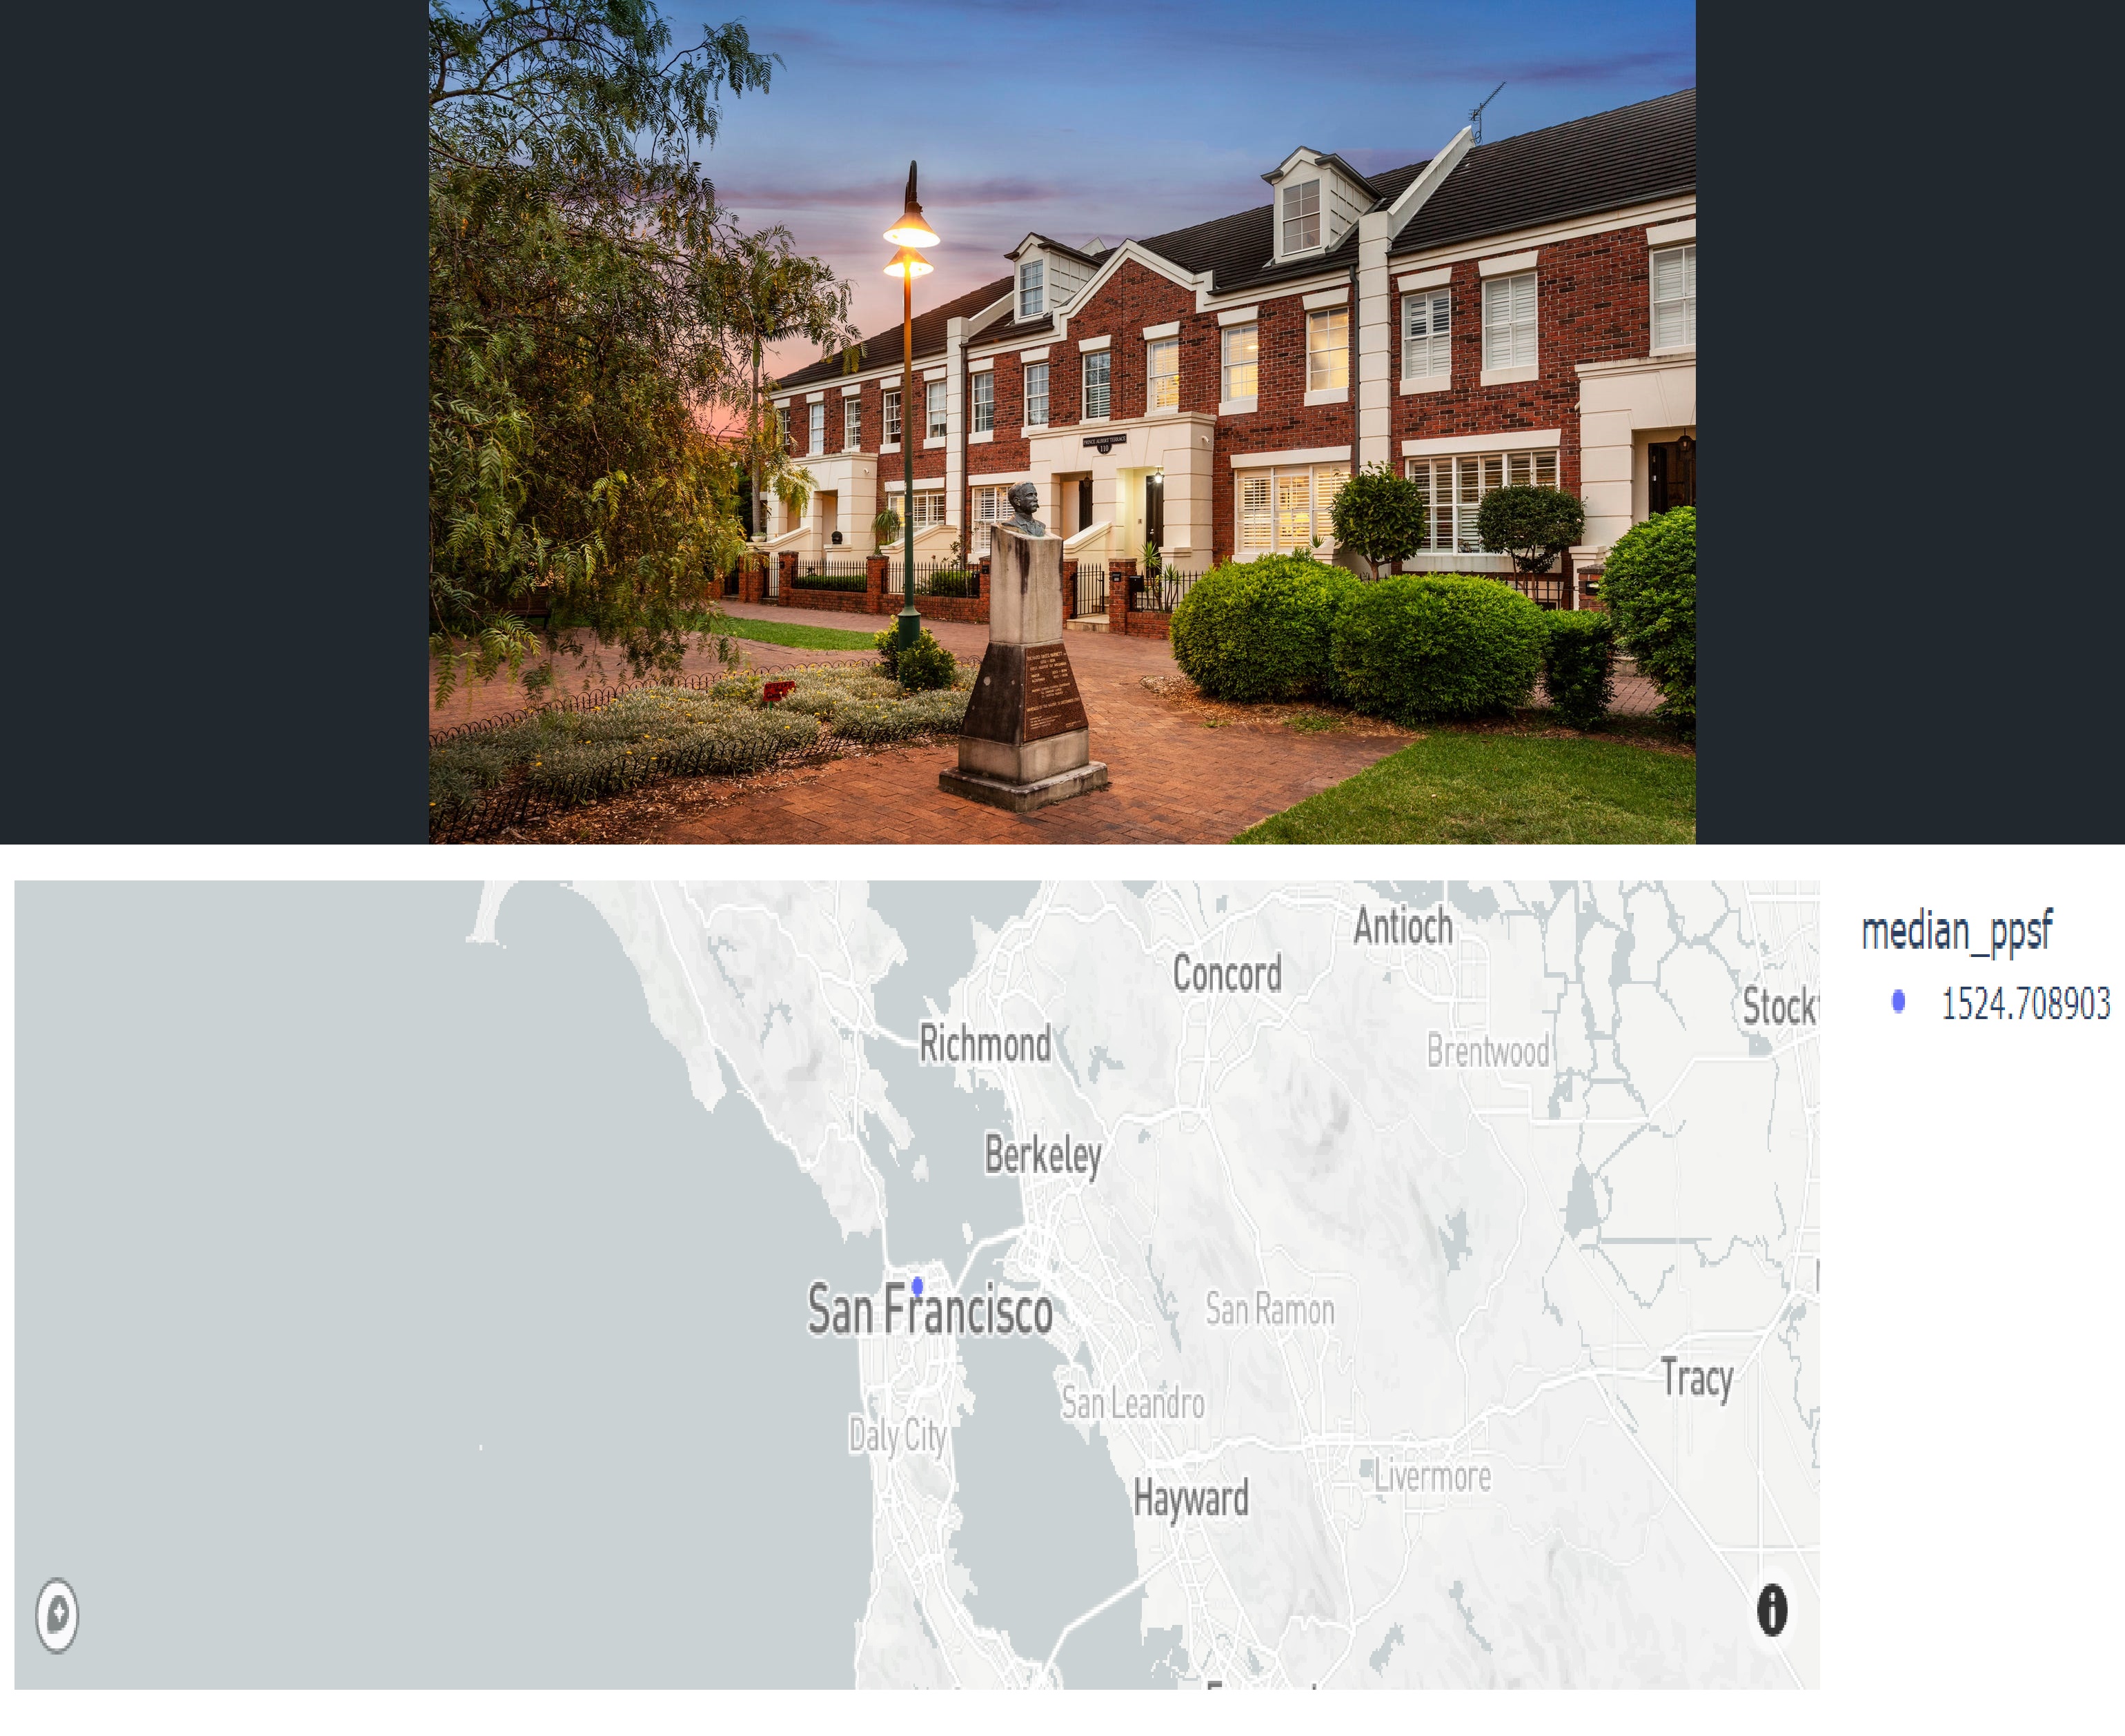 PRINCE ALBERT TERRACE
110
Antioch
Concord
median_ppsf
1524.708903
Stock
Richmond
Brentwood
Berkeley
San Francisco
San Ramon
Tracy
San Leandro
Daly City
Livermore
Hayward